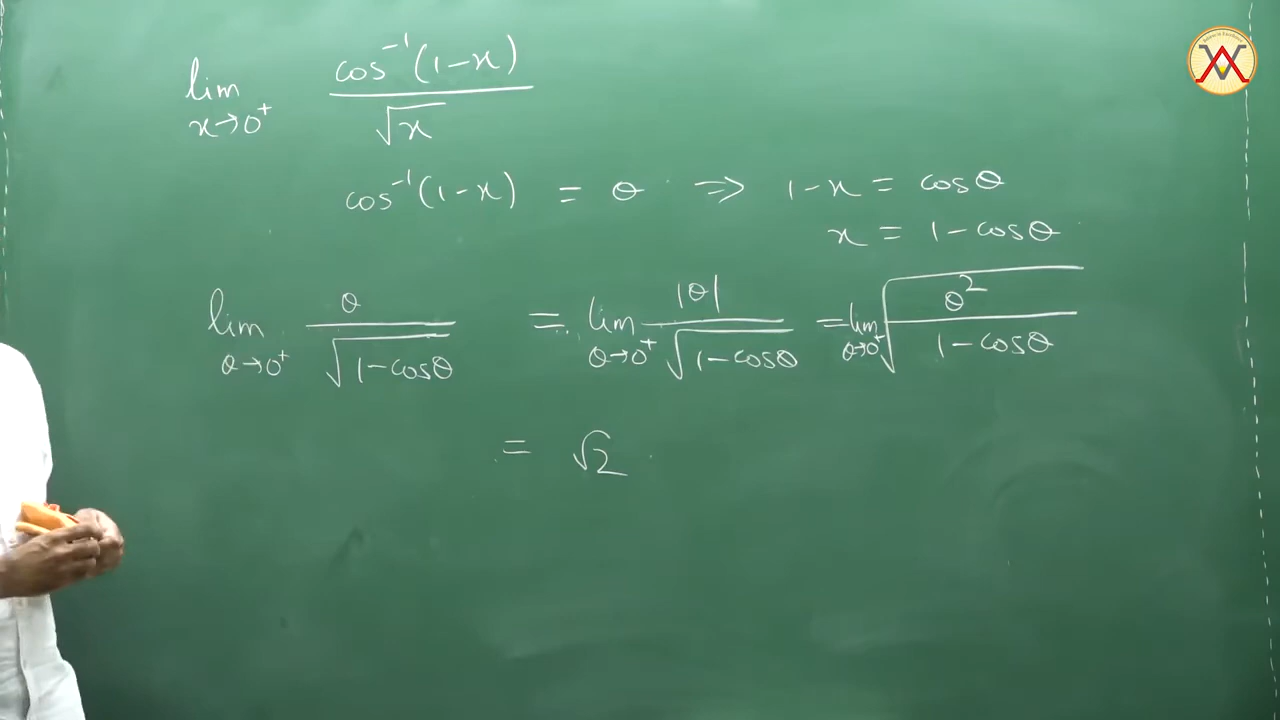 lim x→0⁺ cos⁻¹(1-x) / √x
cos⁻¹(1-x) = θ ⇒ 1-x = cosθ
x = 1-cosθ
lim θ→0⁺ θ / √(1-cosθ) = lim θ→0⁺ |θ| / √(1-cosθ) = lim θ→0⁺ √(θ² / (1-cosθ))
= √2